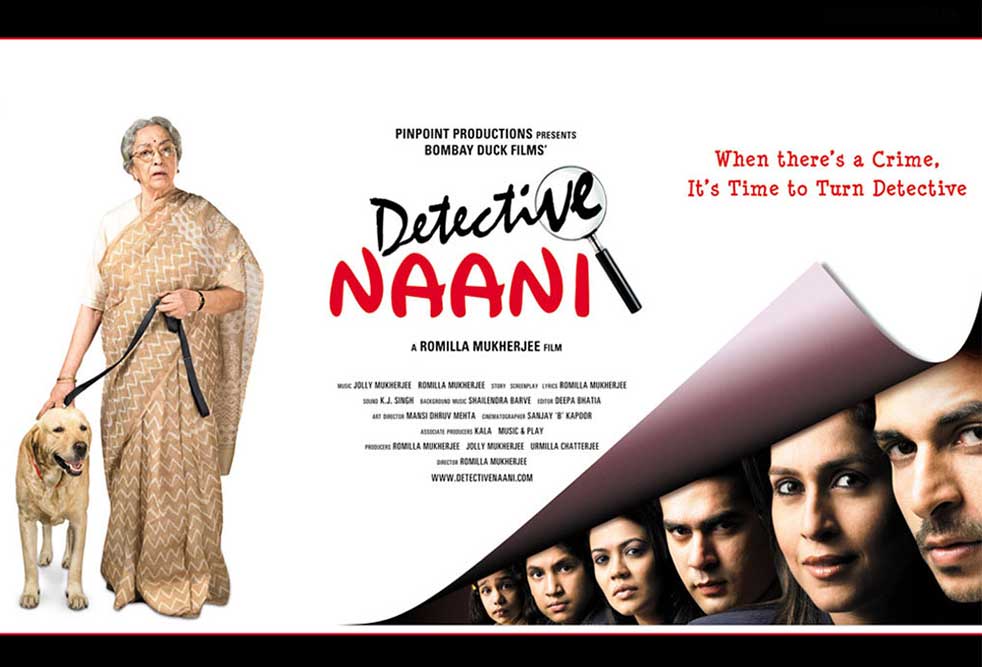 PINPOINT PRODUCTIONS PRESENTS
BOMBAY DUCK FILMS'
Detective
NAANI
A ROMILLA MUKHERJEE FILM
MUSIC JOLLY MUKHERJEE ROMILLA MUKHERJEE STORY SCREENPLAY LYRICS ROMILLA MUKHERJEE
SOUND K.J. SINGH BACKGROUND MUSIC SHAILENDRA BARVE EDITOR DEEPA BHATIA
ART DIRECTOR MANSI DHRUV MEHTA CINEMATOGRAPHER SANJAY 'B' KAPOOR
ASSOCIATE PRODUCERS KALA MUSIC & PLAY
PRODUCERS ROMILLA MUKHERJEE JOLLY MUKHERJEE URMILLA CHATTERJEE
DIRECTOR ROMILLA MUKHERJEE
WWW.DETECTIVENAANI.COM
When there's a Crime,
It's Time to Turn Detective